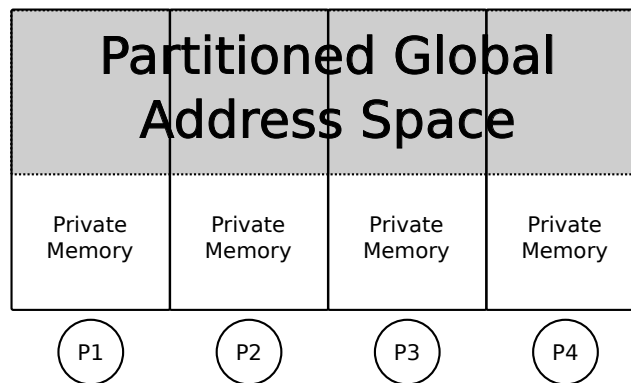 Partitioned Global
Address Space
Private
Memory
Private
Memory
Private
Memory
Private
Memory
P1
P2
P3
P4